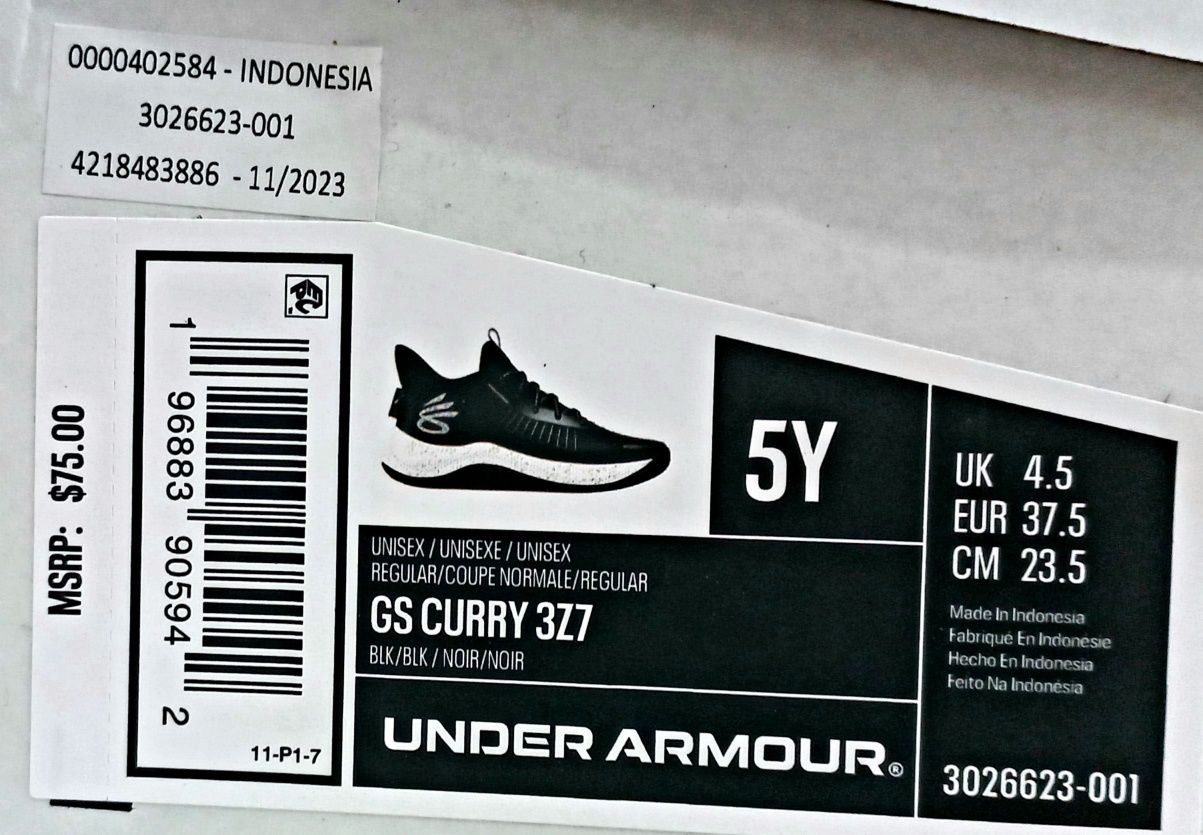 0000402584 - INDONESIA
3026623-001
4218483886 - 11/2023
MSRP: $75.00
1 96883 90594 2
11-P1-7
5Y
UK 4.5
EUR 37.5
CM 23.5
UNISEX / UNISEXE / UNISEX
REGULAR/COUPE NORMALE/REGULAR
GS CURRY 3Z7
BLK/BLK / NOIR/NOIR
Made In Indonesia
Fabriqué En Indonesie
Hecho En Indonesia
Feito Na Indonésia
UNDER ARMOUR®
3026623-001